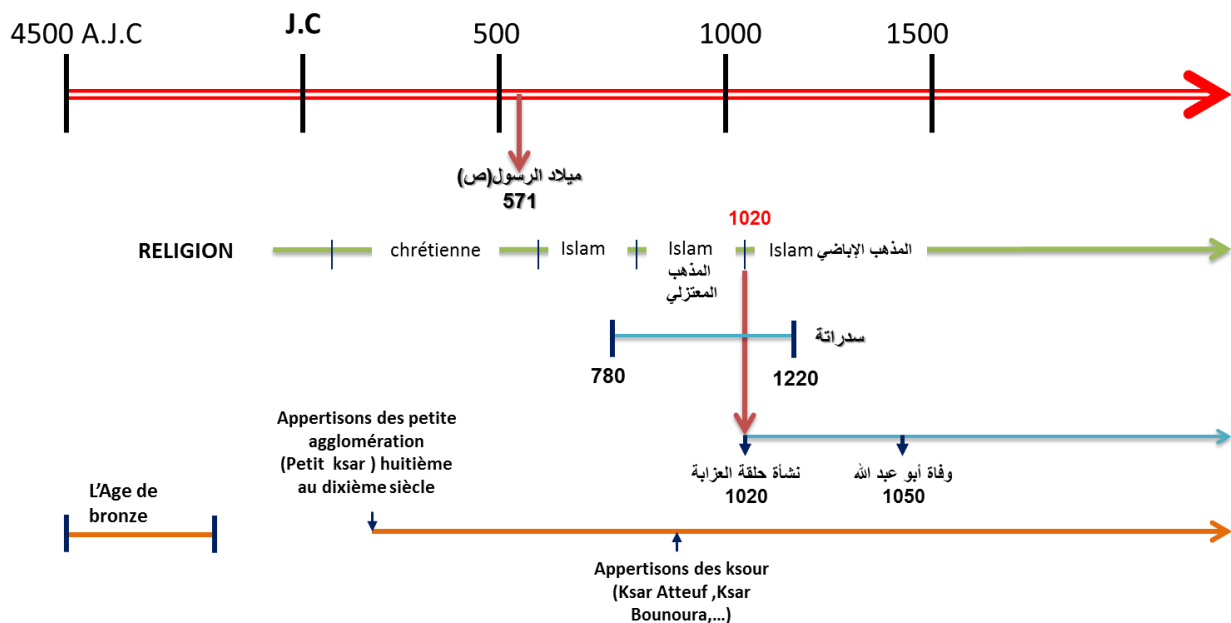 4500 A.J.C
J.C
500
1000
1500
ميلاد الرسول(ص)
571
1020
RELIGION
chrétienne
Islam
Islam
المذهب
المعتزلي
Islam المذهب الإباضي
سدراتة
780
1220
Appertisons des petite
agglomération
(Petit ksar ) huitième
au dixième siècle
نشأة حلقة العزابة
1020
وفاة أبو عبد الله
1050
L’Age de
bronze
Appertisons des ksour
(Ksar Atteuf ,Ksar
Bounoura,…)